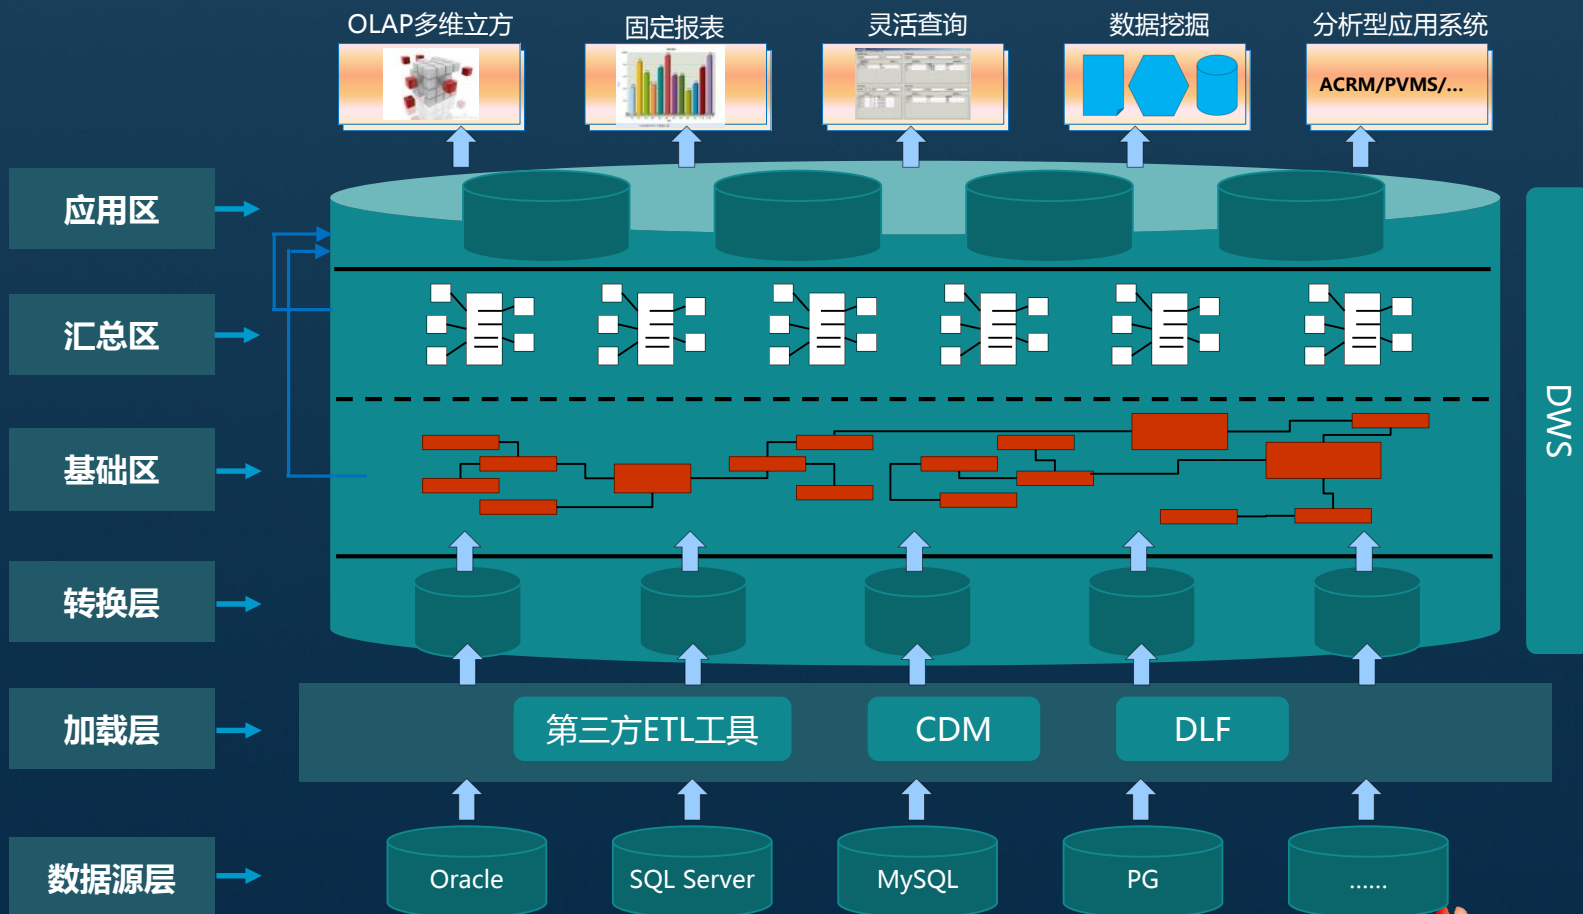 OLAP多维立方
固定报表
灵活查询
数据挖掘
分析型应用系统
ACRM/PVMS/...
应用区
汇总区
基础区
转换层
加载层
数据源层
DWS
第三方ETL工具
CDM
DLF
Oracle
SQL Server
MySQL
PG
......